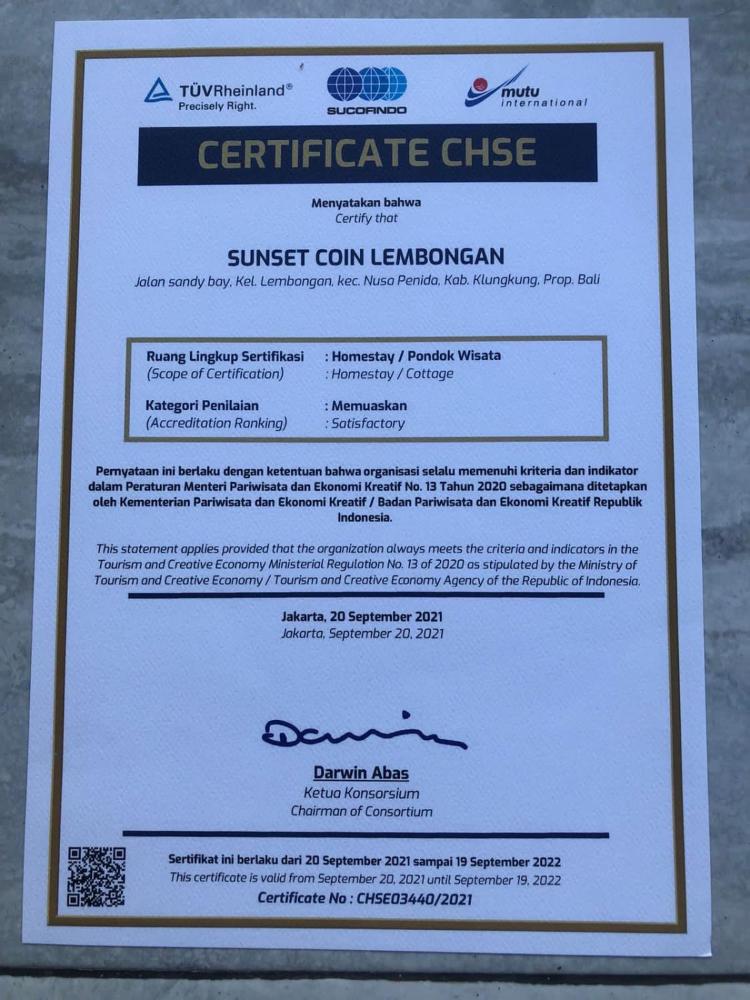 TÜVRheinland®
Precisely Right.
SUCOFINDO
mutu
international
CERTIFICATE CHSE
Menyatakan bahwa
Certify that
SUNSET COIN LEMBONGAN
Jalan sandy bay, Kel. Lembongan, kec. Nusa Penida, Kab. Klungkung, Prop. Bali
Ruang Lingkup Sertifikasi : Homestay / Pondok Wisata
(Scope of Certification) : Homestay / Cottage
Kategori Penilaian : Memuaskan
(Accreditation Ranking) : Satisfactory
Pernyataan ini berlaku dengan ketentuan bahwa organisasi selalu memenuhi kriteria dan indikator
dalam Peraturan Menteri Pariwisata dan Ekonomi Kreatif No. 13 Tahun 2020 sebagaimana ditetapkan
oleh Kementerian Pariwisata dan Ekonomi Kreatif / Badan Pariwisata dan Ekonomi Kreatif Republik
Indonesia.
This statement applies provided that the organization always meets the criteria and indicators in the
Tourism and Creative Economy Ministerial Regulation No. 13 of 2020 as stipulated by the Ministry of
Tourism and Creative Economy / Tourism and Creative Economy Agency of the Republic of Indonesia.
Jakarta, 20 September 2021
Jakarta, September 20, 2021
Darwin
Darwin Abas
Ketua Konsorsium
Chairman of Consortium
Sertifikat ini berlaku dari 20 September 2021 sampai 19 September 2022
This certificate is valid from September 20, 2021 until September 19, 2022
Certificate No : CHSE03440/2021